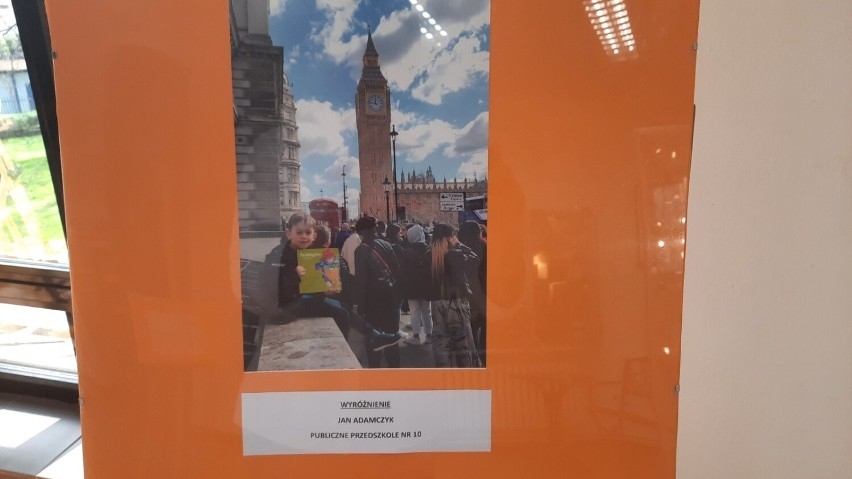 WYRÓŻNIENIE
JAN ADAMCZYK
PUBLICZNE PRZEDSZKOLE NR 10